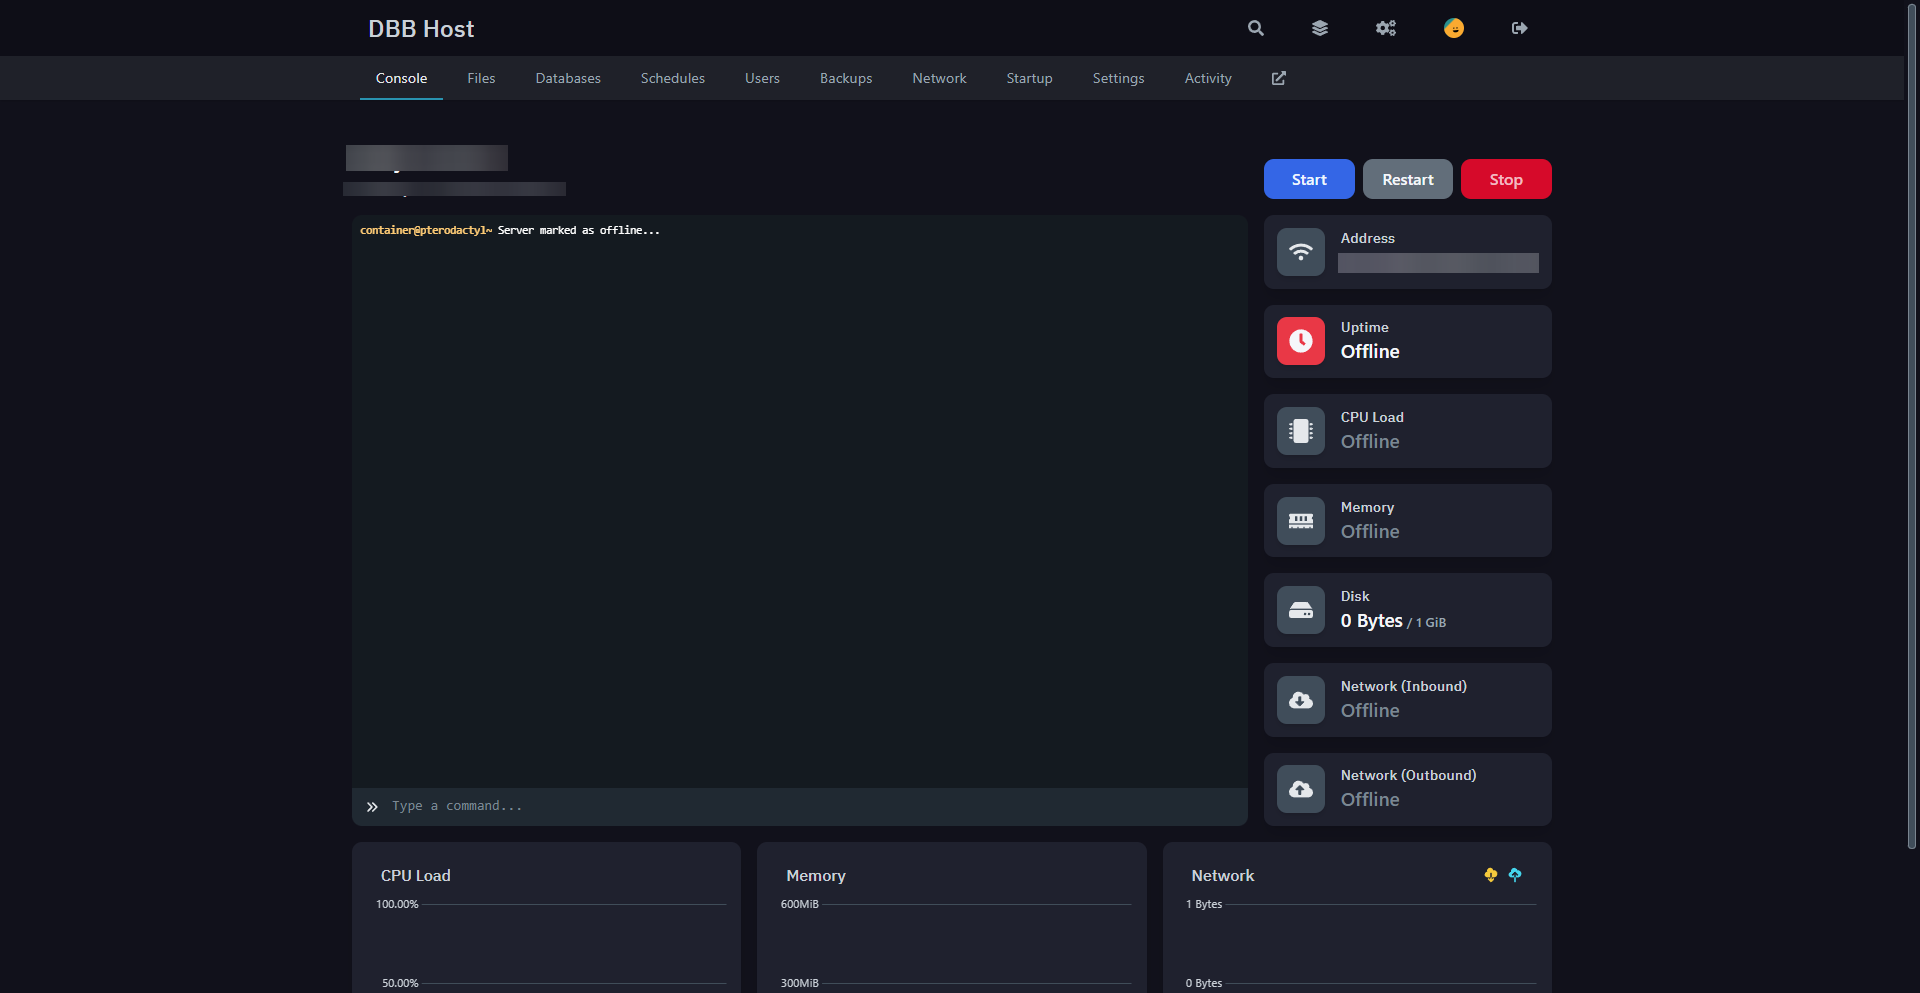 DBB Host
Console Files Databases Schedules Users Backups Network Startup Settings Activity
Start Restart Stop
container@pterodactyl~ Server marked as offline...
Type a command...
Address
Uptime
Offline
CPU Load
Offline
Memory
Offline
Disk
0 Bytes / 1 GiB
Network (Inbound)
Offline
Network (Outbound)
Offline
CPU Load
100.00%
50.00%
Memory
600MiB
300MiB
Network
1 Bytes
0 Bytes